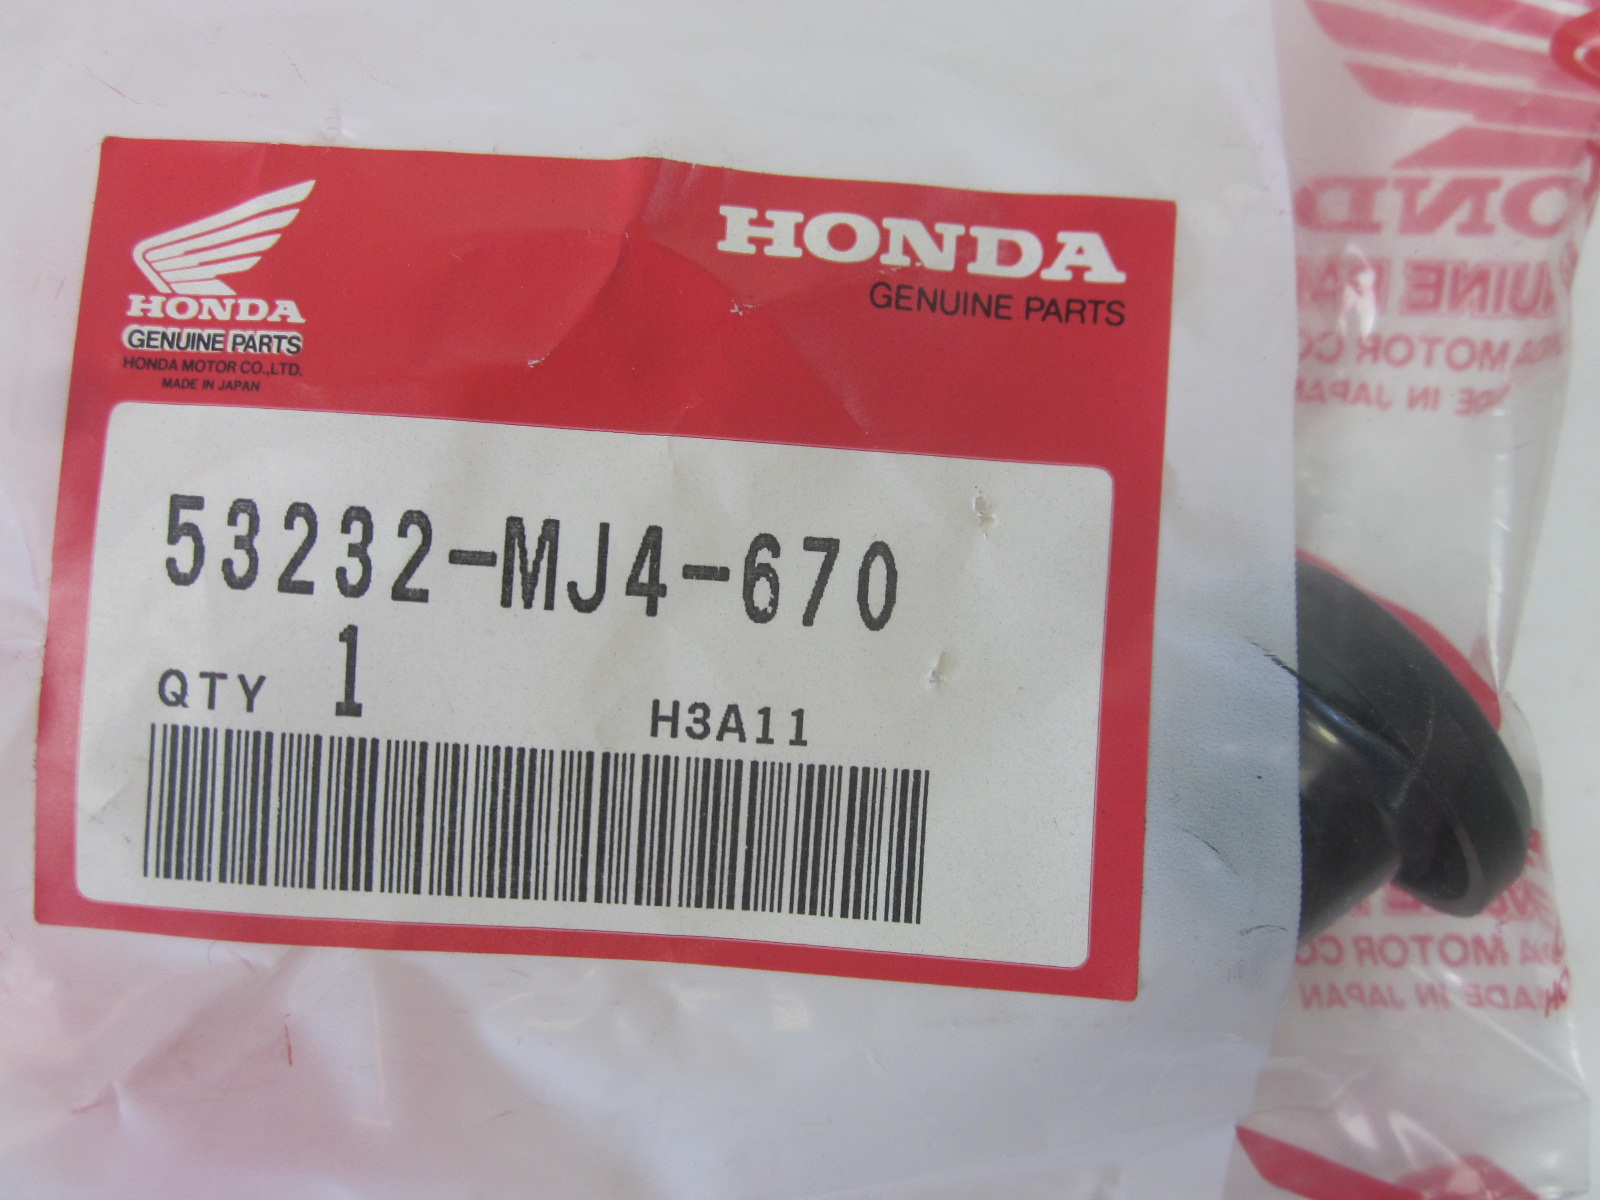 HONDA
GENUINE PARTS
HONDA MOTOR CO.,LTD.
MADE IN JAPAN
HONDA
GENUINE PARTS
53232-MJ4-670
QTY 1
H3A11